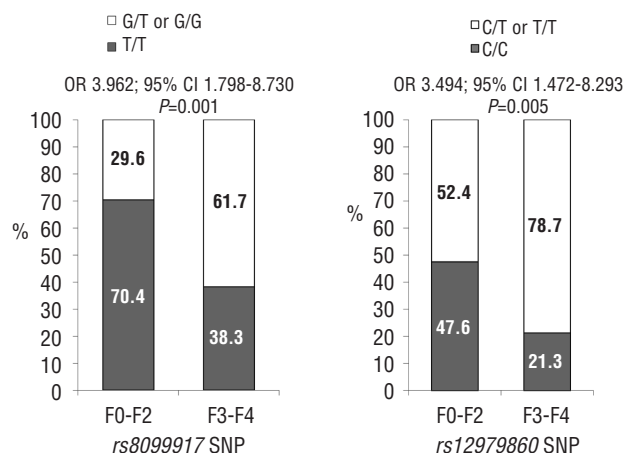 G/T or G/G
T/T
OR 3.962; 95% CI 1.798-8.730
P=0.001
100
90
80
70
60
50
40
30
20
10
0
%
29.6
70.4
61.7
38.3
F0-F2 F3-F4
rs8099917 SNP
C/T or T/T
C/C
OR 3.494; 95% CI 1.472-8.293
P=0.005
100
90
80
70
60
50
40
30
20
10
0
%
52.4
47.6
78.7
21.3
F0-F2 F3-F4
rs12979860 SNP